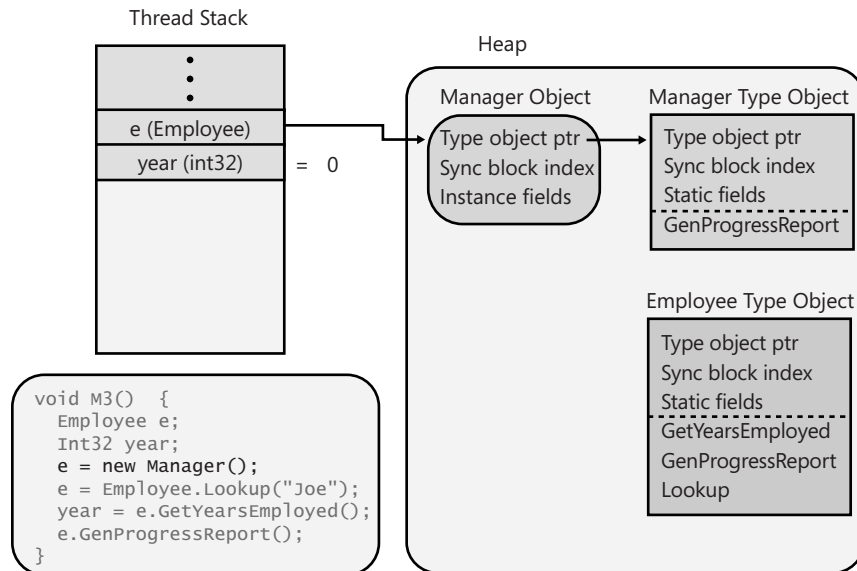 Thread Stack
e (Employee)
year (int32)
= 0
Heap
Manager Object
Type object ptr
Sync block index
Instance fields
Manager Type Object
Type object ptr
Sync block index
Static fields
GenProgressReport
Employee Type Object
Type object ptr
Sync block index
Static fields
GetYearsEmployed
GenProgressReport
Lookup
void M3()  {
  Employee e;
  Int32 year;
  e = new Manager();
  e = Employee.Lookup("Joe");
  year = e.GetYearsEmployed();
  e.GenProgressReport();
}